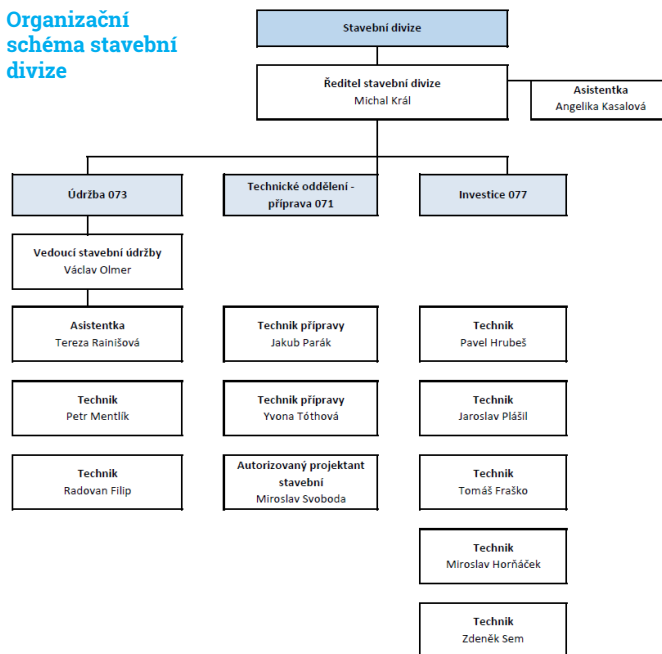 Organizační
schéma stavební
divize
Stavební divize
Ředitel stavební divize
Michal Král
Asistentka
Angelika Kasalová
Údržba 073
Technické oddělení -
příprava 071
Investice 077
Vedoucí stavební údržby
Václav Olmer
Asistentka
Tereza Rainišová
Technik přípravy
Jakub Parák
Technik
Pavel Hrubeš
Technik
Petr Mentlík
Technik přípravy
Yvona Tóthová
Technik
Jaroslav Plášil
Technik
Radovan Filip
Autorizovaný projektant
stavební
Miroslav Svoboda
Technik
Tomáš Fraško
Technik
Miroslav Horňáček
Technik
Zdeněk Sem